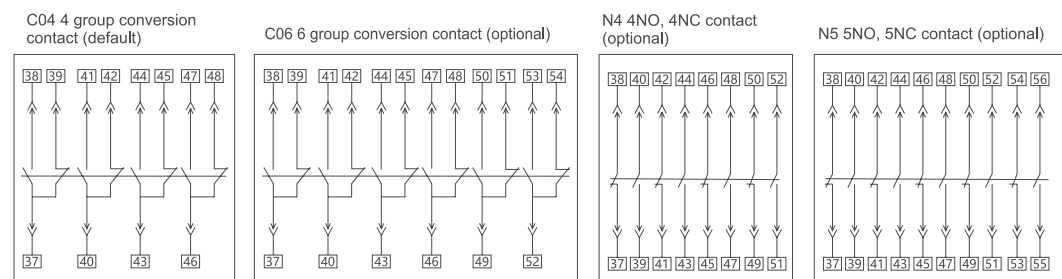 C04 4 group conversion
contact (default)
38 39 41 42 44 45 47 48
37 40 43 46
C06 6 group conversion contact (optional)
38 39 41 42 44 45 47 48 50 51 53 54
37 40 43 46 49 52
N4 4NO, 4NC contact
(optional)
38 40 42 44 46 48 50 52
37 39 41 43 45 47 49 51
N5 5NO, 5NC contact (optional)
38 40 42 44 46 48 50 52 54 56
37 39 41 43 45 47 49 51 53 55